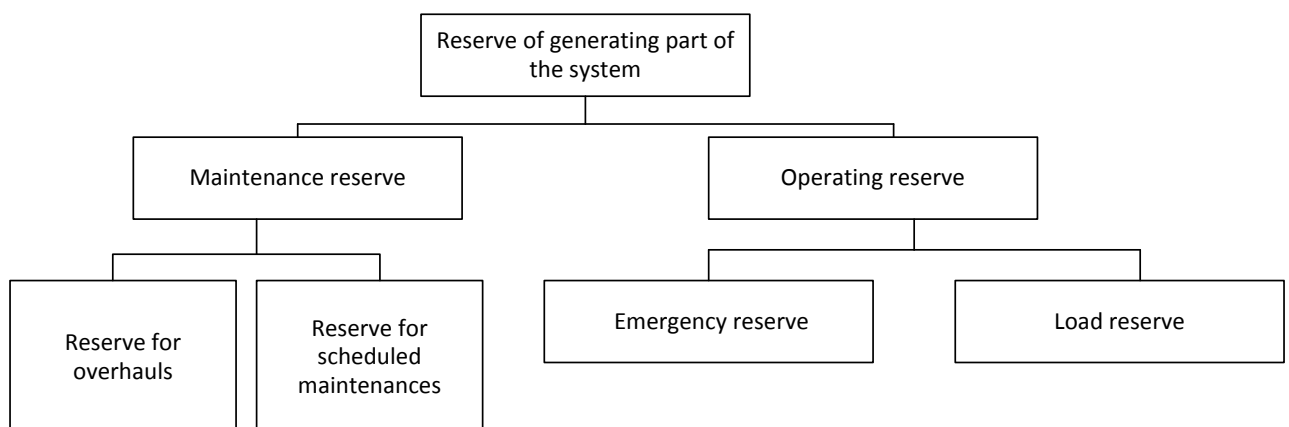 Reserve of generating part of
the system
Maintenance reserve
Operating reserve
Reserve for
overhauls
Reserve for
scheduled
maintenances
Emergency reserve
Load reserve